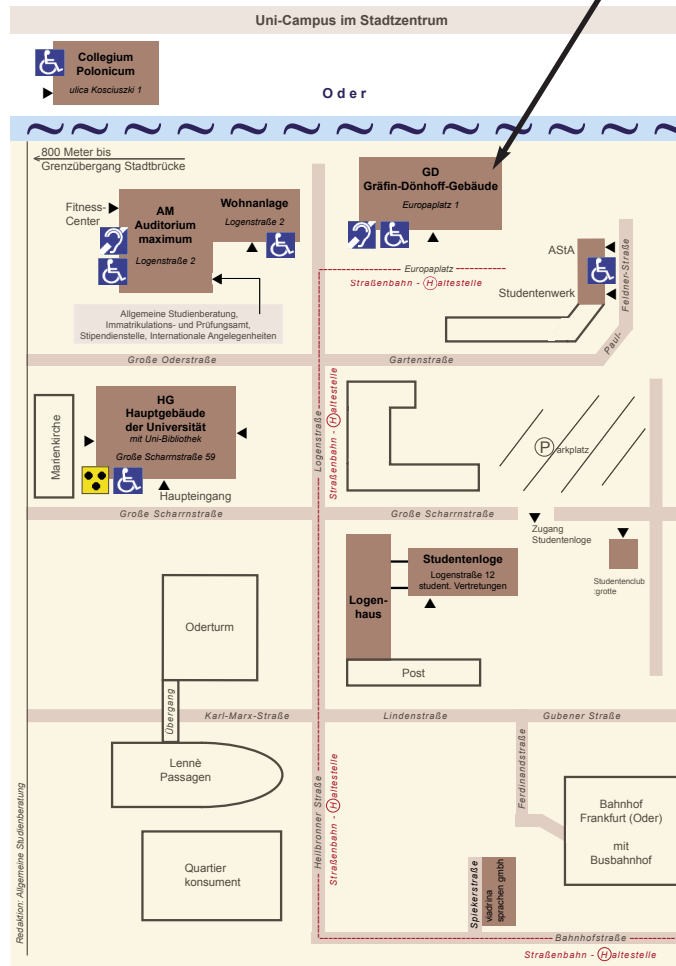 Uni-Campus im Stadtzentrum
Collegium
Polonicum
ulica Kosciuszki 1
Oder
800 Meter bis
Grenzübergang Stadtbrücke
GD
Gräfin-Dönhoff-Gebäude
Europaplatz 1
Fitness-
Center
AM
Auditorium
maximum
Logenstraße 2
Wohnanlage
Logenstraße 2
AStA
Studentenwerk
Paul-
Feldner-Straße
Europaplatz
Straßenbahn - Haltestelle
Allgemeine Studienberatung,
Immatrikulations- und Prüfungsamt,
Stipendienstelle, Internationale Angelegenheiten
Große Oderstraße
Gartenstraße
Marienkirche
HG
Hauptgebäude
der Universität
mit Uni-Bibliothek
Große Scharrnstraße 59
Haupteingang
Logenstraße
Straßenbahn - Haltestelle
Parkplatz
Große Scharrnstraße
Große Scharrnstraße
Zugang
Studentenloge
Studentenclub
:grotte
Studentenloge
Logenstraße 12
student. Vertretungen
Logen-
haus
Post
Oderturm
Übergang
Karl-Marx-Straße
Lindenstraße
Gubener Straße
Lennè
Passagen
Quartier
konsument
Heilbronner Straße
Straßenbahn - Haltestelle
Ferdinandstraße
Bahnhof
Frankfurt (Oder)
mit
Busbahnhof
Spiekerstraße
viadrina
sprachen gmbh
Bahnhofstraße
Straßenbahn - Haltestelle
Redaktion: Allgemeine Studienberatung